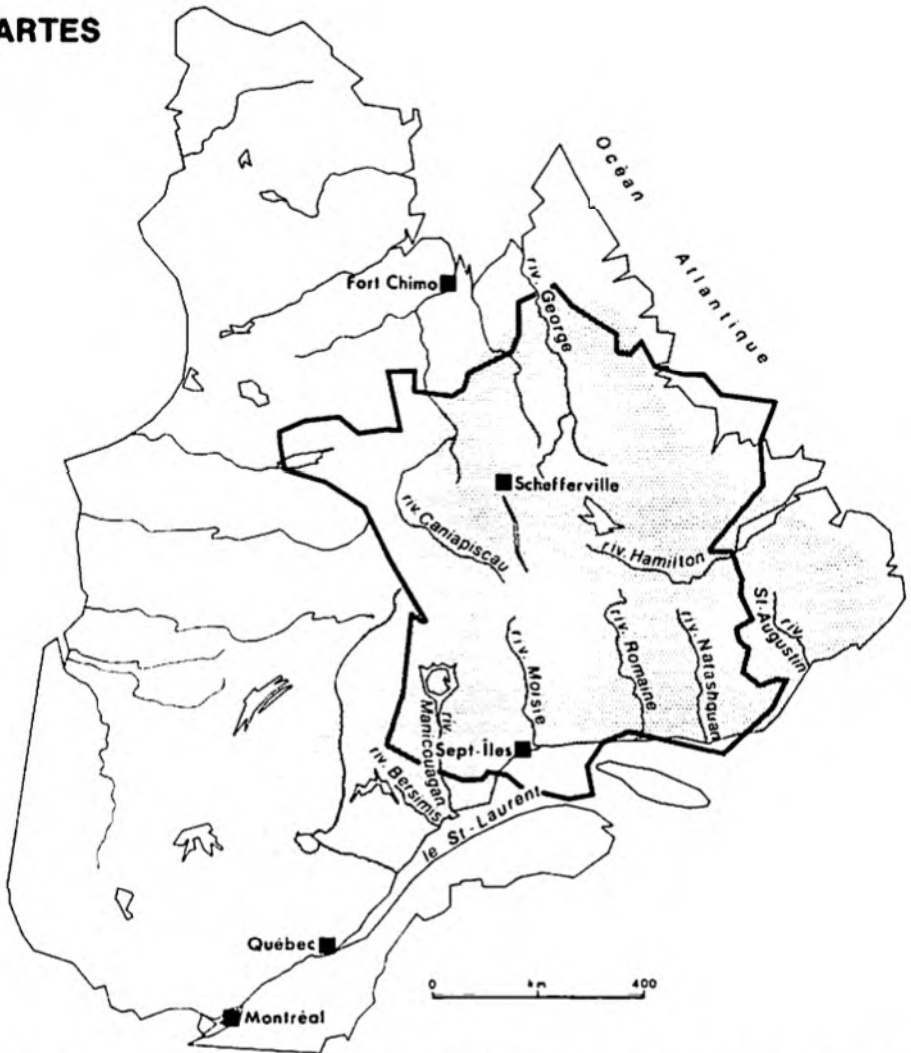 ARTES
Océan
Atlantique
Fort Chimo
riv. George
Schefferville
riv. Caniapiscau
riv. Hamilton
riv.
St-Augustin
riv. Moisie
riv. Romaine
riv. Natashquan
riv.
Manicouagan
Sept-Îles
riv. Bersimis
le St-Laurent
Québec
0 km 400
Montréal